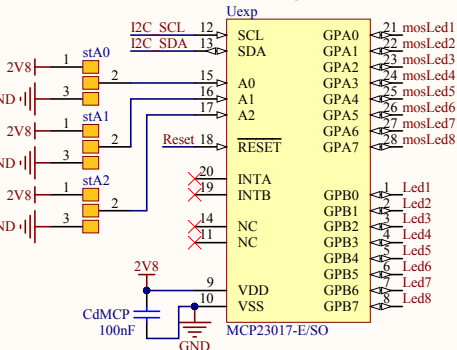 Uexp
I2C_SCL 12 SCL GPA0 21 mosLed1
I2C_SDA 13 SDA GPA1 22 mosLed2
stA0 GPA2 23 mosLed3
2V8 1 2 15 A0 GPA3 24 mosLed4
ND 3 16 A1 GPA4 25 mosLed5
stA1 17 A2 GPA5 26 mosLed6
2V8 1 GPA6 27 mosLed7
2 Reset 18 RESET GPA7 28 mosLed8
ND 3
stA2 20 INTA
2V8 1 19 INTB GPB0 1 Led1
2 GPB1 2 Led2
ND 3 14 NC GPB2 3 Led3
11 NC GPB3 4 Led4
GPB4 5 Led5
2V8 GPB5 6 Led6
9 VDD GPB6 7 Led7
CdMCP 10 VSS GPB7 8 Led8
100nF MCP23017-E/SO
GND